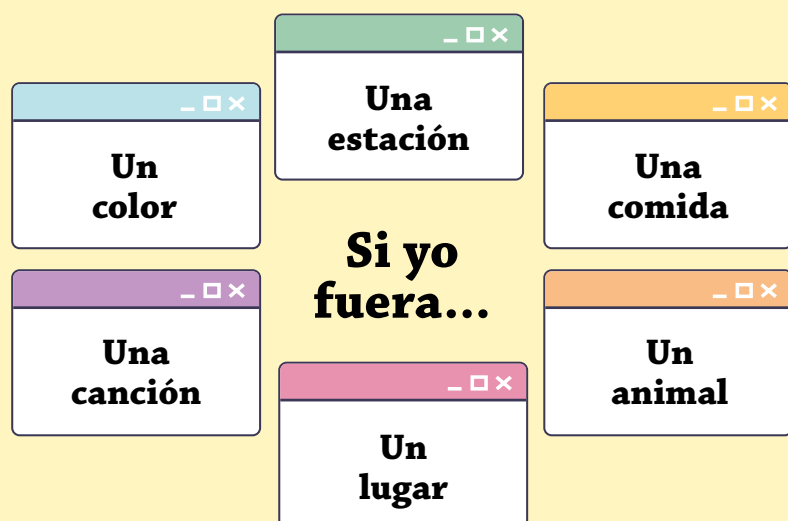 Una
estación
Un
color
Una
comida
Si yo
fuera...
Una
canción
Un
animal
Un
lugar